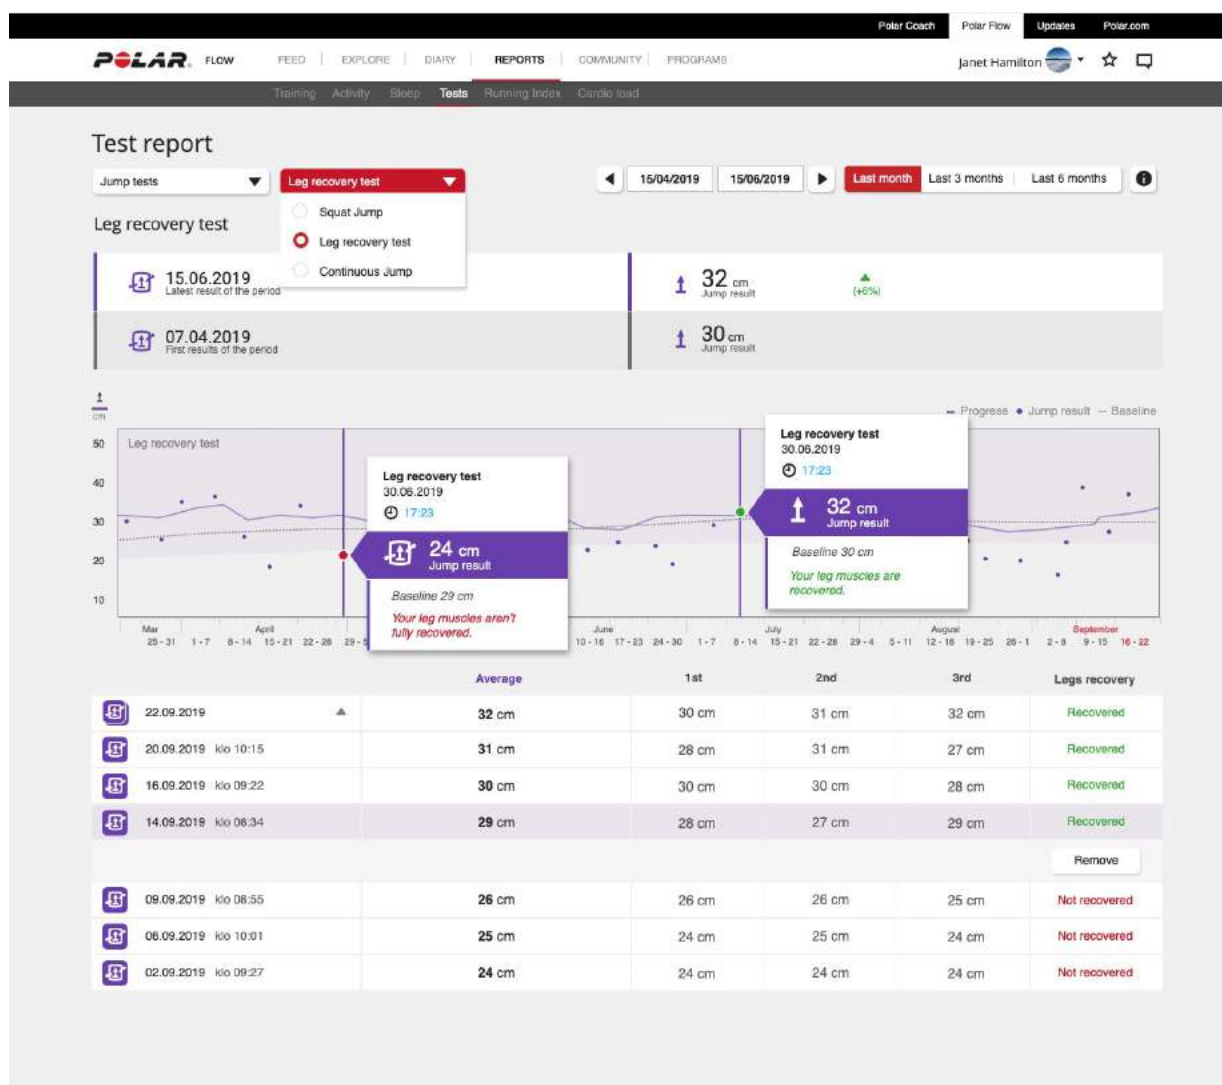 Polar Coach Polar Flow Updates Polar.com
POLAR. FLOW FEED EXPLORE DIARY REPORTS COMMUNITY PROGRAMS Janet Hamilton
Training Activity Sleep Tests Running Index Cardio load
Test report
Jump tests Leg recovery test 15/04/2019 15/06/2019 Last month Last 3 months Last 6 months
Squat Jump
Leg recovery test
Leg recovery test
Continuous Jump
15.06.2019
Latest result of the period
32 cm
Jump result
(+6%)
07.04.2019
First results of the period
30 cm
Jump result
cm
Progress Jump result Baseline
50
40
30
20
10
Leg recovery test
Leg recovery test
30.06.2019
17:23
24 cm
Jump result
Baseline 29 cm
Your leg muscles aren't
fully recovered.
Leg recovery test
30.06.2019
17:23
32 cm
Jump result
Baseline 30 cm
Your leg muscles are
recovered.
Mar April June July August September
25-31 1-7 8-14 15-21 22-28 29-5 10-16 17-23 24-30 1-7 8-14 15-21 22-28 29-4 5-11 12-18 19-25 26-1 2-8 9-15 16-22
Average 1st 2nd 3rd Legs recovery
22.09.2019 32 cm 30 cm 31 cm 32 cm Recovered
20.09.2019 klo 10:15 31 cm 28 cm 31 cm 27 cm Recovered
16.09.2019 klo 09:22 30 cm 30 cm 30 cm 28 cm Recovered
14.09.2019 klo 08:34 29 cm 28 cm 27 cm 29 cm Recovered
Remove
09.09.2019 klo 08:55 26 cm 26 cm 26 cm 25 cm Not recovered
06.09.2019 klo 10:01 25 cm 24 cm 25 cm 24 cm Not recovered
02.09.2019 klo 09:27 24 cm 24 cm 24 cm 24 cm Not recovered